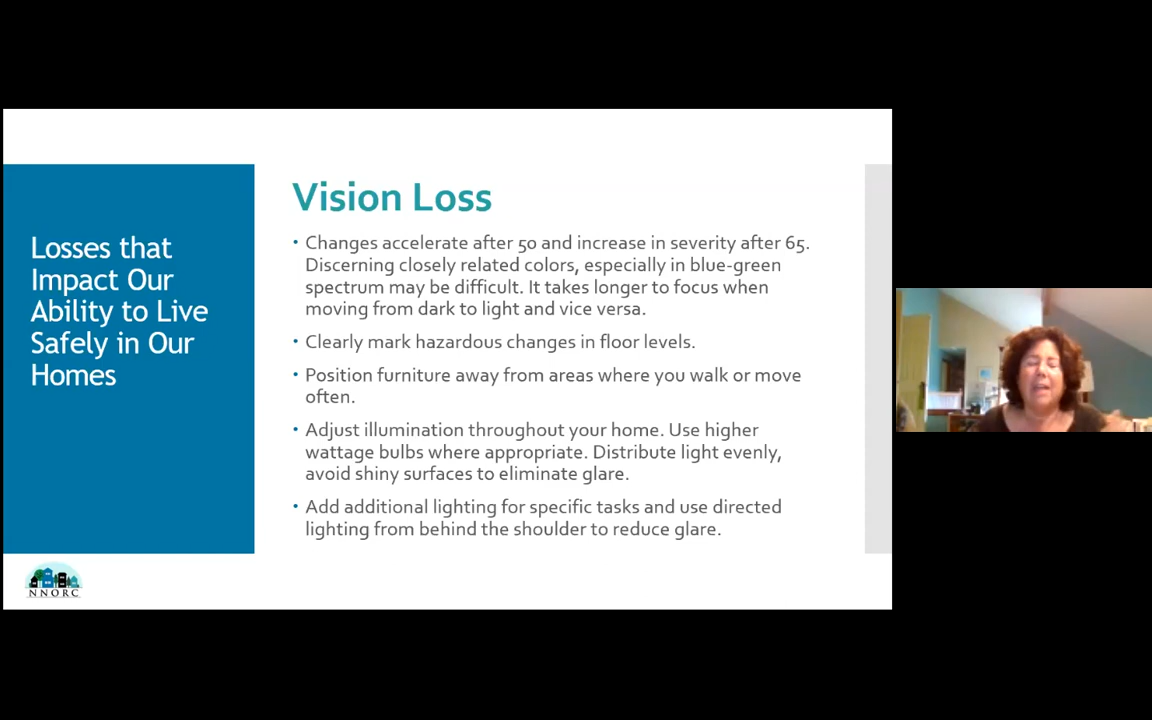 Losses that
Impact Our
Ability to Live
Safely in Our
Homes
Vision Loss
• Changes accelerate after 50 and increase in severity after 65.
Discerning closely related colors, especially in blue-green
spectrum may be difficult. It takes longer to focus when
moving from dark to light and vice versa.
• Clearly mark hazardous changes in floor levels.
• Position furniture away from areas where you walk or move
often.
• Adjust illumination throughout your home. Use higher
wattage bulbs where appropriate. Distribute light evenly,
avoid shiny surfaces to eliminate glare.
• Add additional lighting for specific tasks and use directed
lighting from behind the shoulder to reduce glare.
NNORC